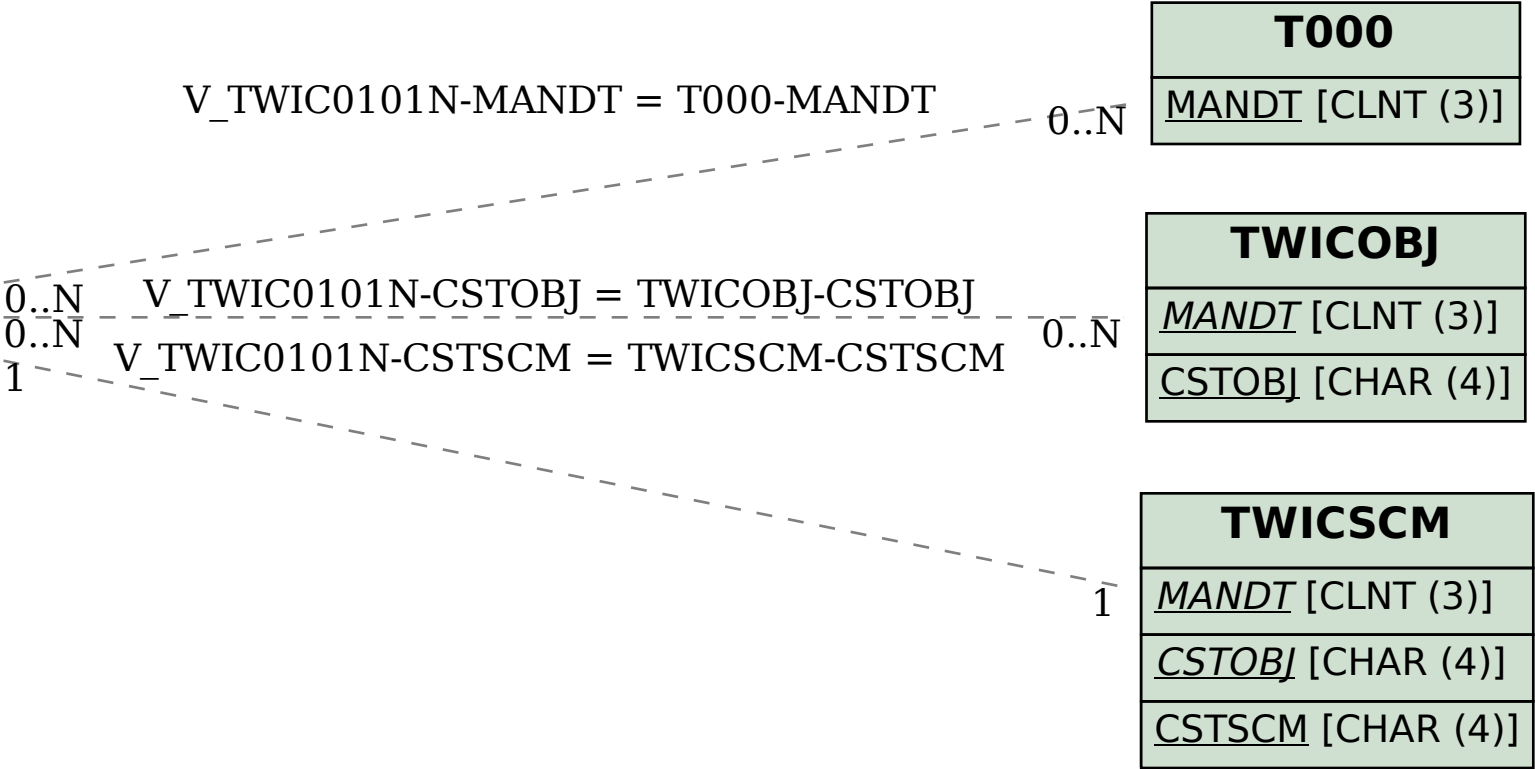 T000
MANDT [CLNT (3)]
V_TWIC0101N-MANDT = T000-MANDT
0..N
TWICOBJ
MANDT [CLNT (3)]
CSTOBJ [CHAR (4)]
0..N
V_TWIC0101N-CSTOBJ = TWICOBJ-CSTOBJ
0..N
0..N
V_TWIC0101N-CSTSCM = TWICSCM-CSTSCM
1
TWICSCM
MANDT [CLNT (3)]
CSTOBJ [CHAR (4)]
CSTSCM [CHAR (4)]
1